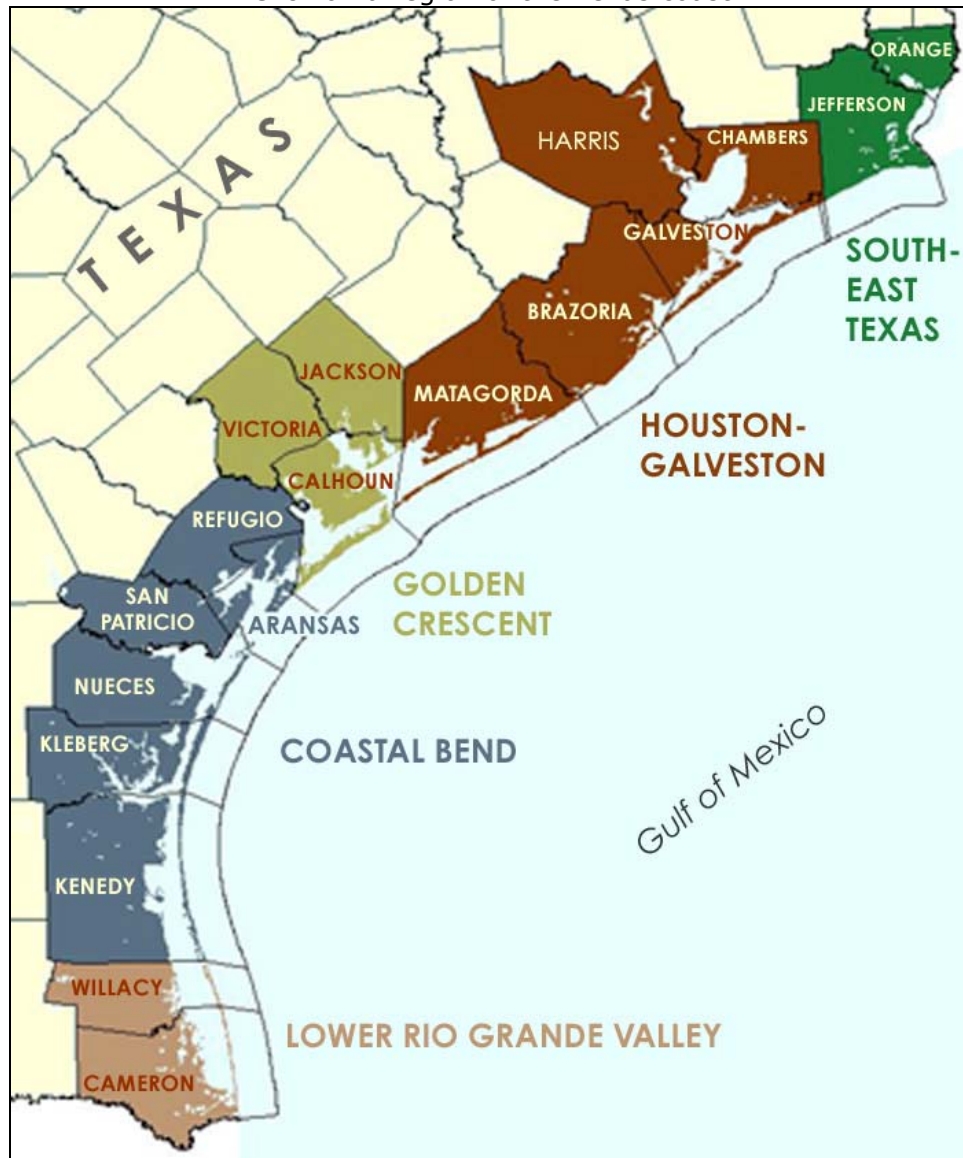 ORANGE
JEFFERSON
HARRIS
CHAMBERS
TEXAS
GALVESTON
SOUTH-
EAST
TEXAS
BRAZORIA
JACKSON
MATAGORDA
VICTORIA
HOUSTON-
GALVESTON
CALHOUN
REFUGIO
GOLDEN
CRESCENT
SAN
PATRICIO
ARANSAS
NUECES
KLEBERG
COASTAL BEND
Gulf of Mexico
KENEDY
WILLACY
LOWER RIO GRANDE VALLEY
CAMERON